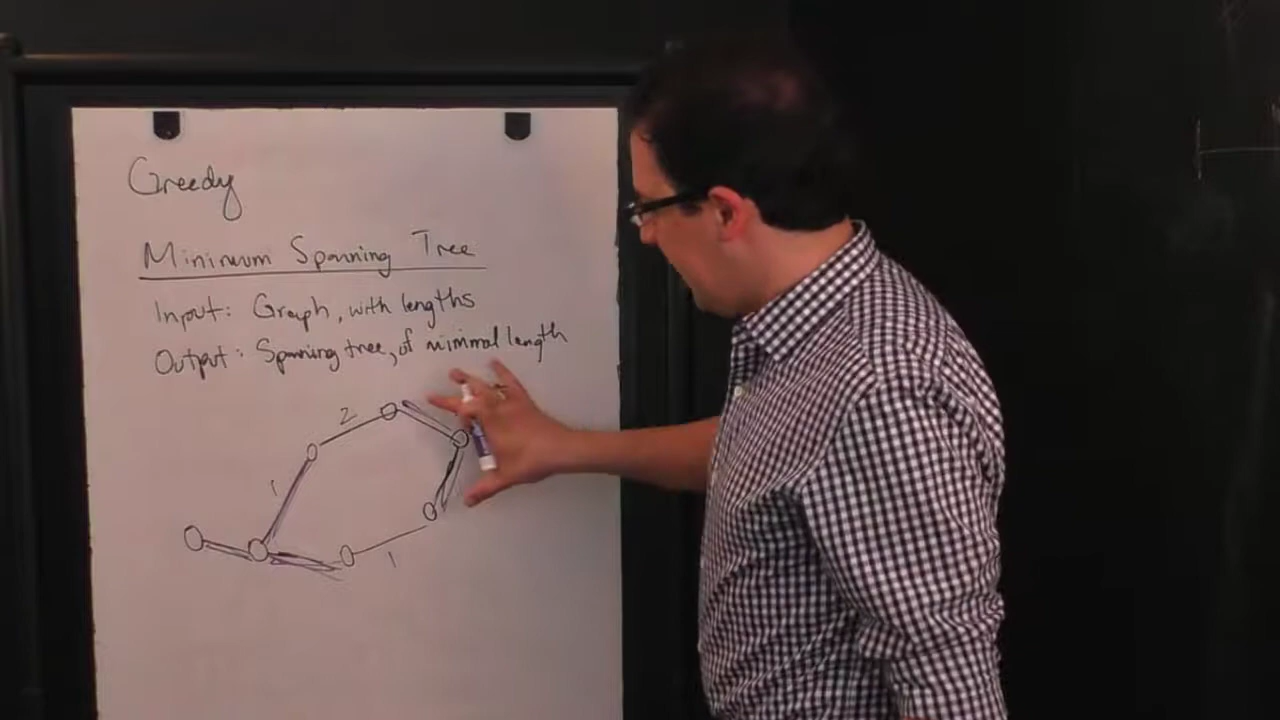 Greedy
Minimum Spanning Tree
Input: Graph, with lengths
Output: Spanning tree, of minimal length
2
1
1